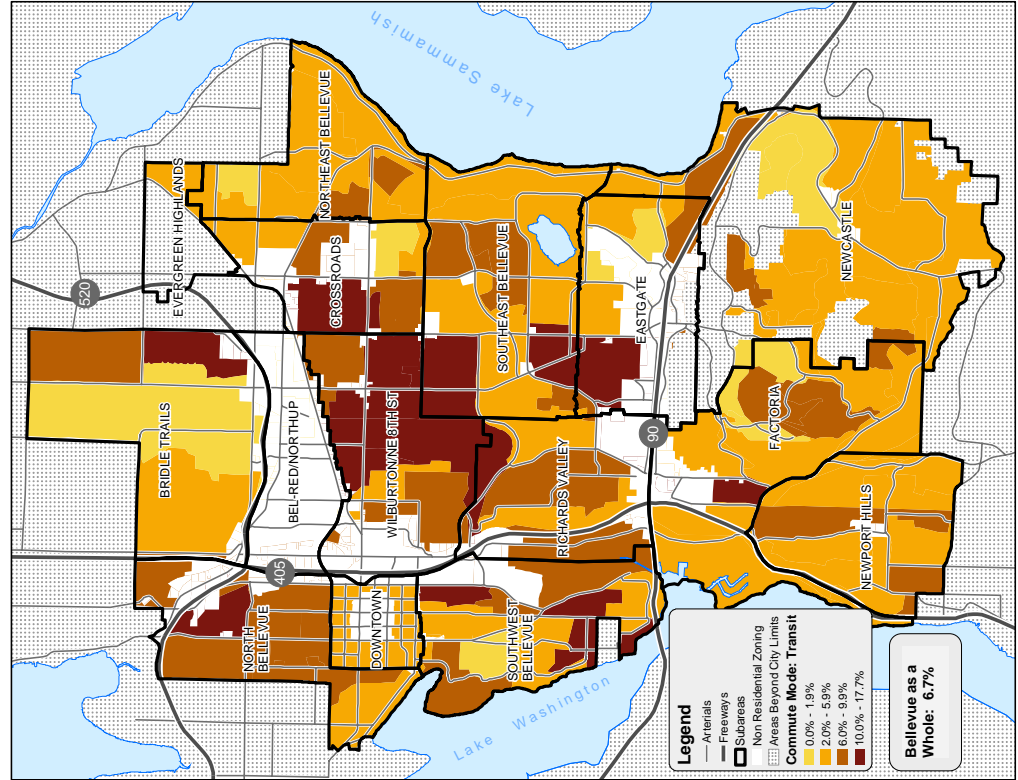 Lake Sammamish
520
EVERGREEN HIGHLANDS
NORTHEAST BELLEVUE
CROSSROADS
BRIDLE TRAILS
BEL-RED/NORTHUP
WILBURTON/NE 8TH ST
SOUTHEAST BELLEVUE
EASTGATE
NEWCASTLE
90
FACTORIA
RICHARDS VALLEY
405
NORTH
BELLEVUE
DOWNTOWN
SOUTHWEST
BELLEVUE
NEWPORT HILLS
Lake Washington
Legend
Arterials
Freeways
Subareas
Non Residential Zoning
Areas Beyond City Limits
Commute Mode: Transit
0.0% - 1.9%
2.0% - 5.9%
6.0% - 9.9%
10.0% - 17.7%
Bellevue as a
Whole: 6.7%